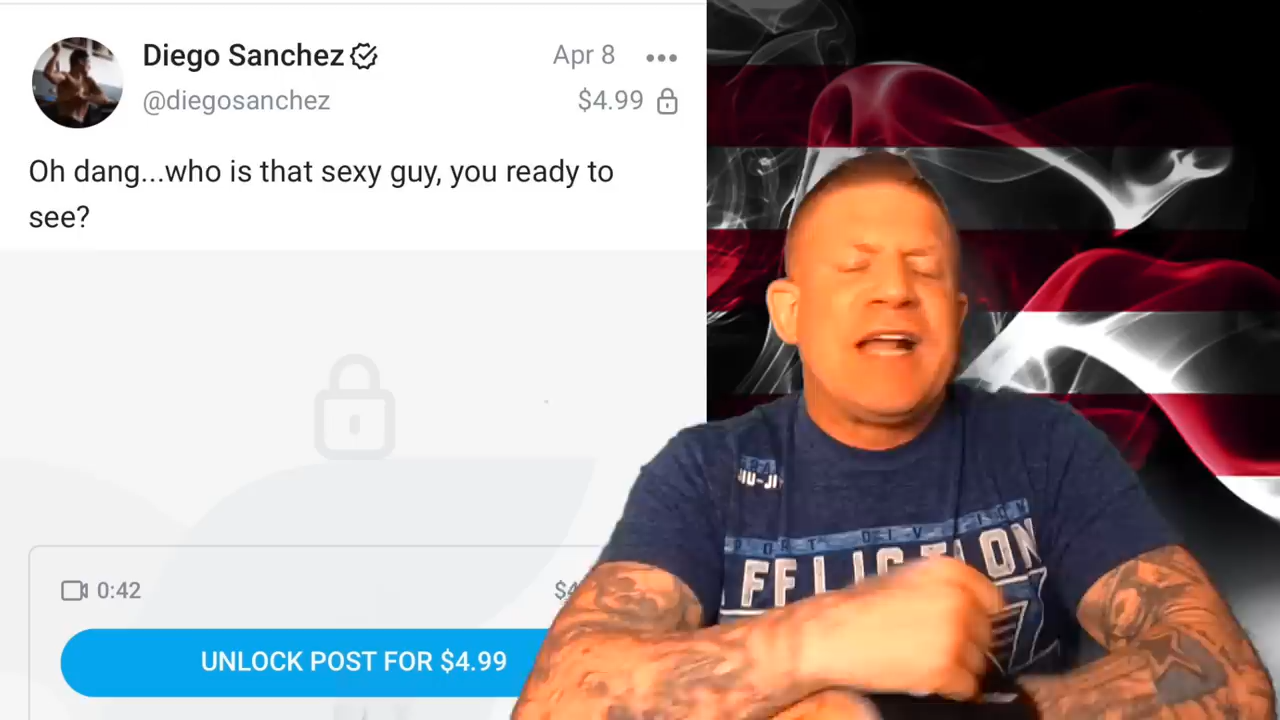 Diego Sanchez
Apr 8
@diegosanchez
$4.99
Oh dang...who is that sexy guy, you ready to
see?
0:42
UNLOCK POST FOR $4.99
FFLICTION